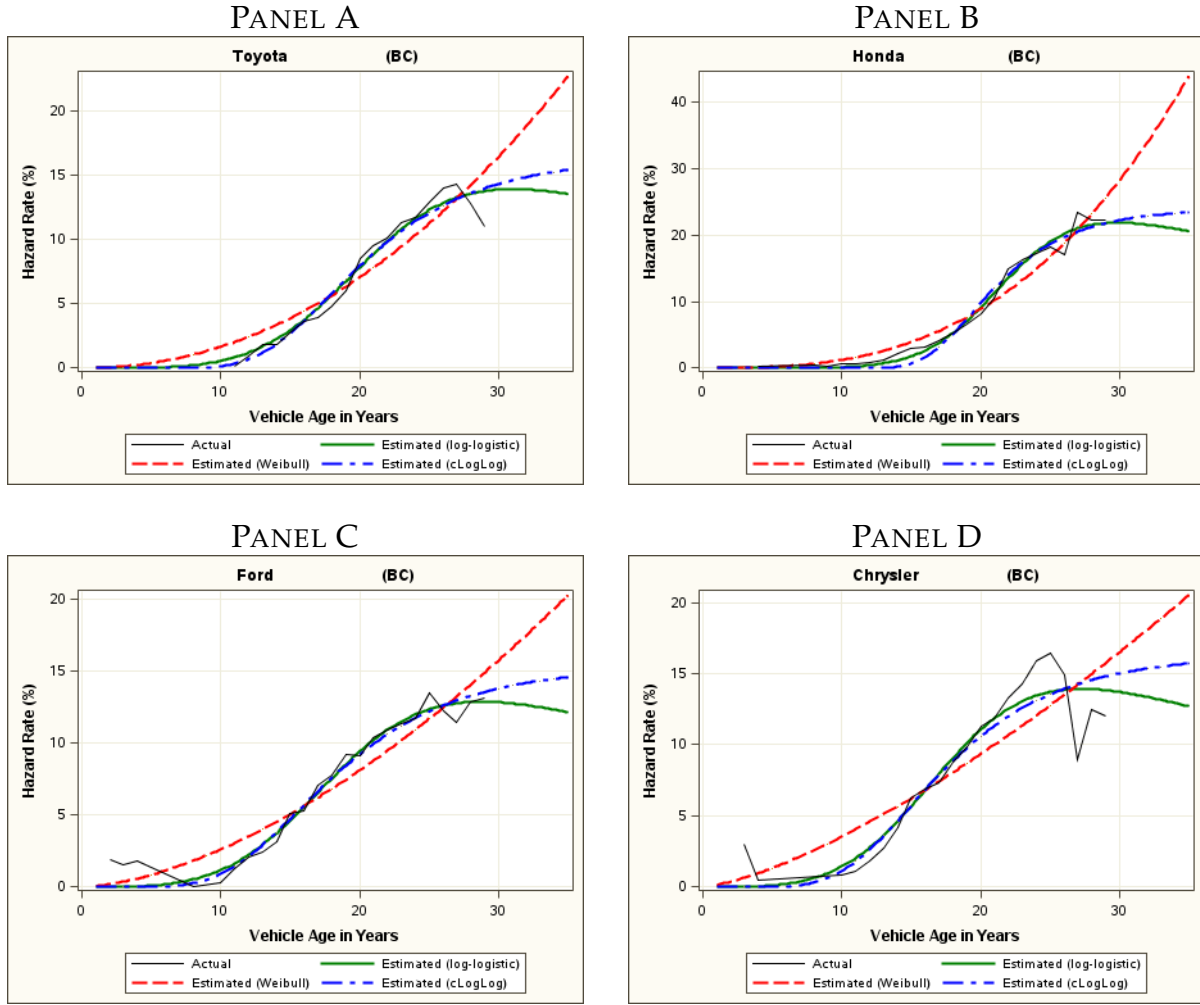 PANEL A
Toyota (BC)
Hazard Rate (%)
20
15
10
5
0
0 10 20 30
Vehicle Age in Years
Actual Estimated (log-logistic)
Estimated (Weibull) Estimated (cLogLog)
PANEL B
Honda (BC)
Hazard Rate (%)
40
30
20
10
0
0 10 20 30
Vehicle Age in Years
Actual Estimated (log-logistic)
Estimated (Weibull) Estimated (cLogLog)
PANEL C
Ford (BC)
Hazard Rate (%)
20
15
10
5
0
0 10 20 30
Vehicle Age in Years
Actual Estimated (log-logistic)
Estimated (Weibull) Estimated (cLogLog)
PANEL D
Chrysler (BC)
Hazard Rate (%)
20
15
10
5
0
0 10 20 30
Vehicle Age in Years
Actual Estimated (log-logistic)
Estimated (Weibull) Estimated (cLogLog)